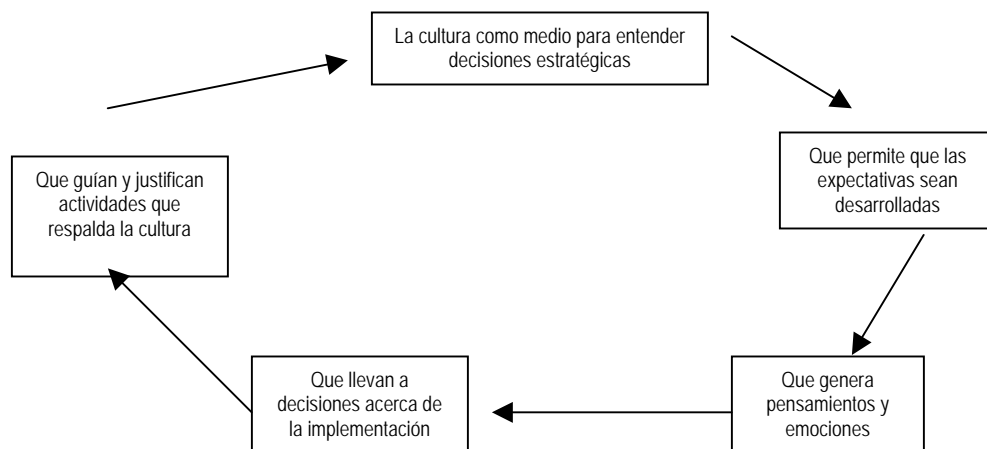 La cultura como medio para entender
decisiones estratégicas
Que permite que las
expectativas sean
desarrolladas
Que genera
pensamientos y
emociones
Que llevan a
decisiones acerca de
la implementación
Que guían y justifican
actividades que
respalda la cultura